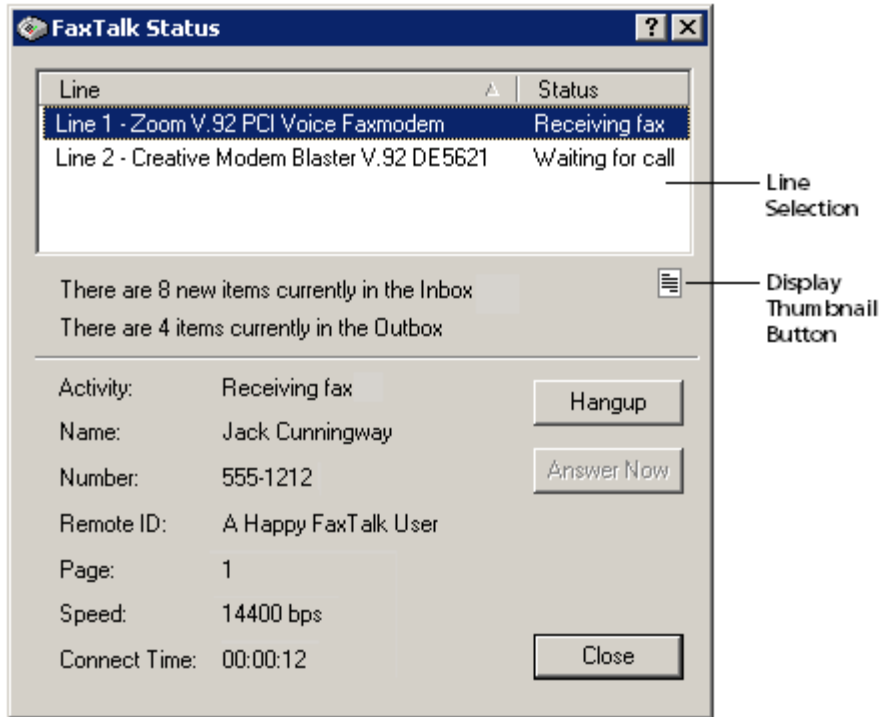 FaxTalk Status
Line Status
Line 1 - Zoom V.92 PCI Voice Faxmodem Receiving fax
Line 2 - Creative Modem Blaster V.92 DE5621 Waiting for call
Line
Selection
There are 8 new items currently in the Inbox
There are 4 items currently in the Outbox
Display
Thumbnail
Button
Activity: Receiving fax
Hangup
Name: Jack Cunningway
Number: 555-1212
Answer Now
Remote ID: A Happy FaxTalk User
Page: 1
Speed: 14400 bps
Connect Time: 00:00:12
Close